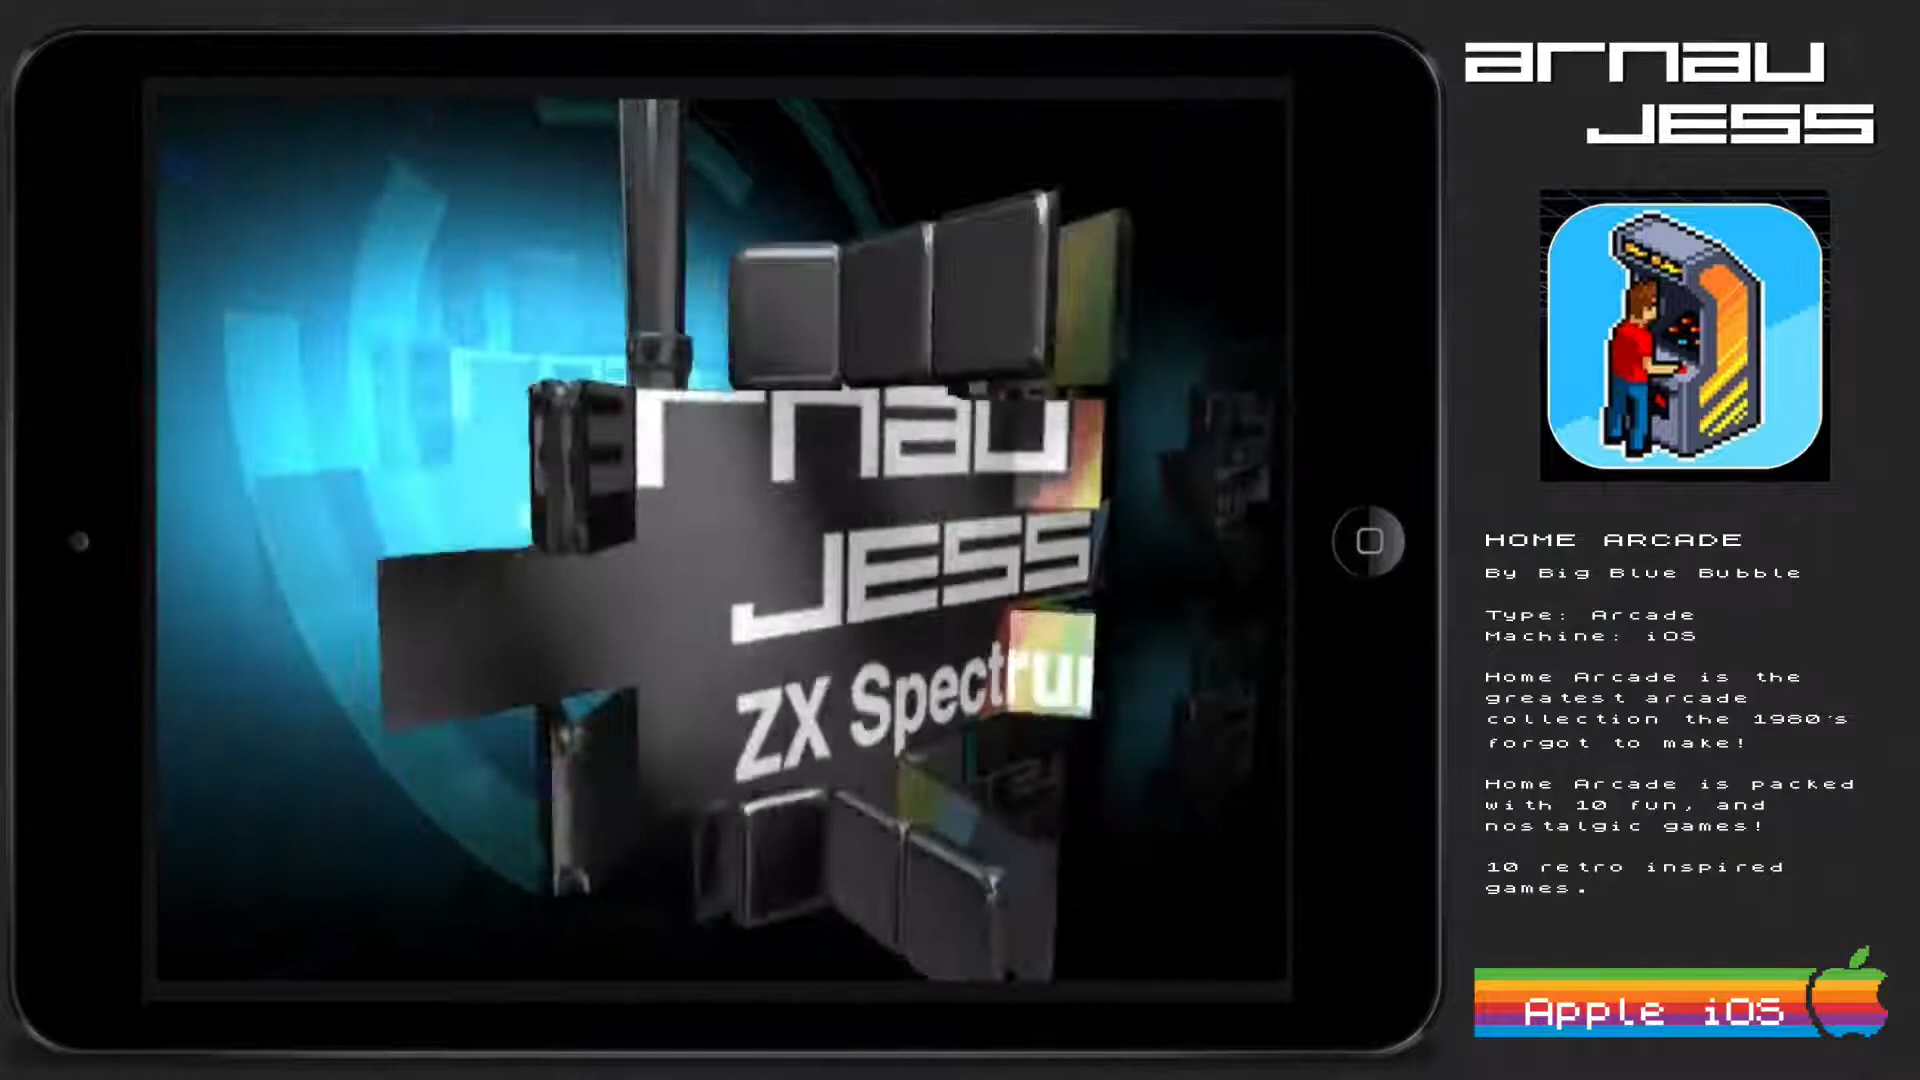 arnau
JESS
rnau
JESS
ZX Spectru
HOME ARCADE
By Big Blue Bubble
Type: Arcade
Machine: iOS
Home Arcade is the
greatest arcade
collection the 1980's
forgot to make!
Home Arcade is packed
with 10 fun, and
nostalgic games!
10 retro inspired
games.
Apple iOS